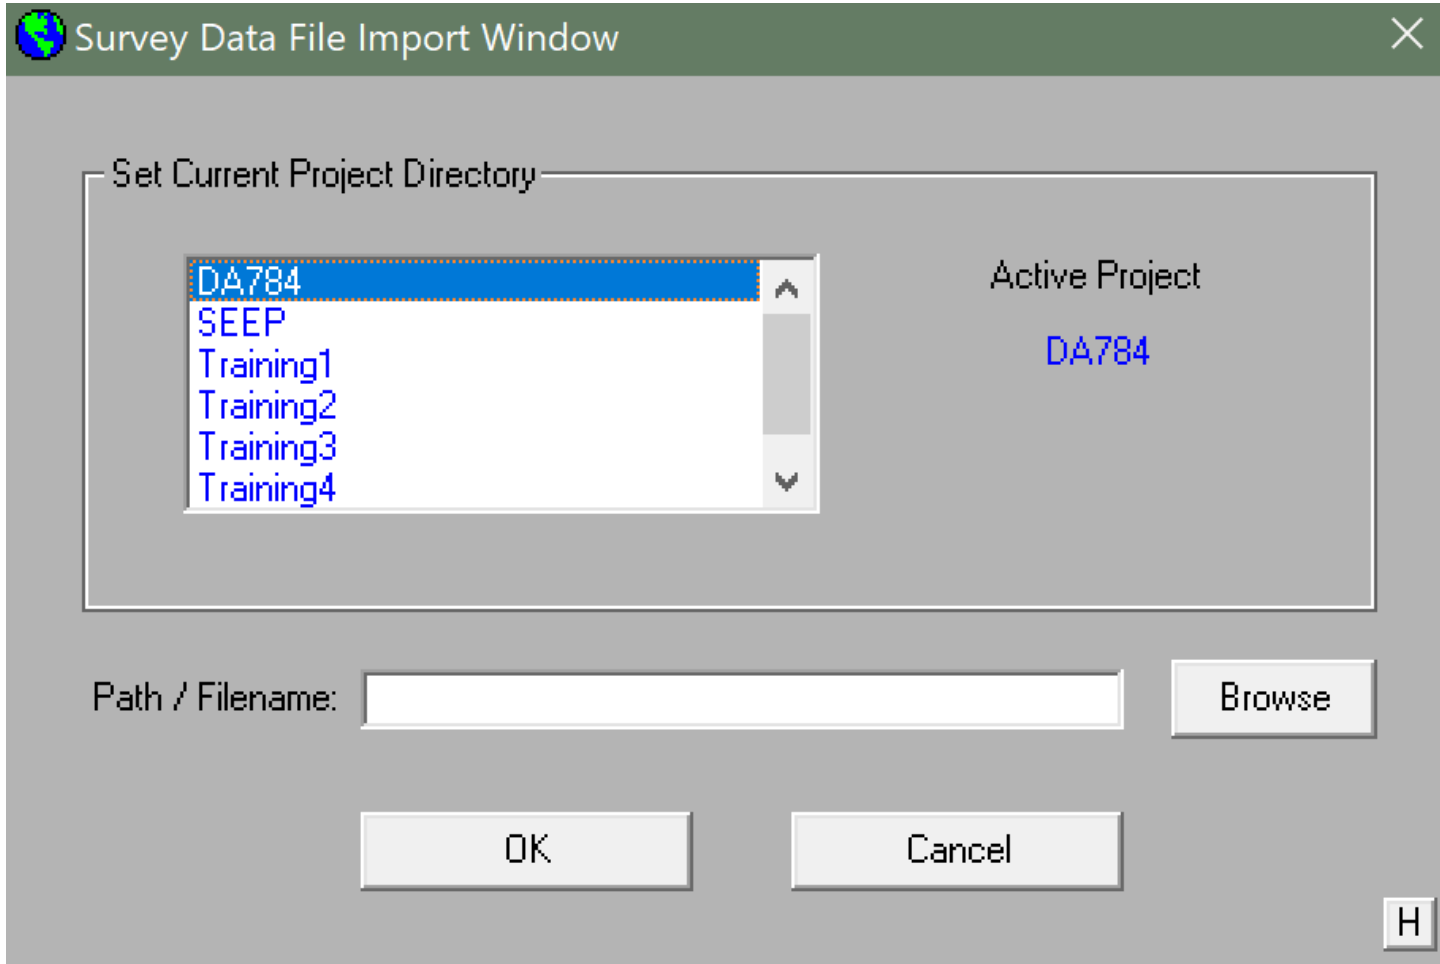 Survey Data File Import Window
Set Current Project Directory
DA784
SEEP
Training1
Training2
Training3
Training4
Active Project
DA784
Path / Filename:
Browse
OK
Cancel
H